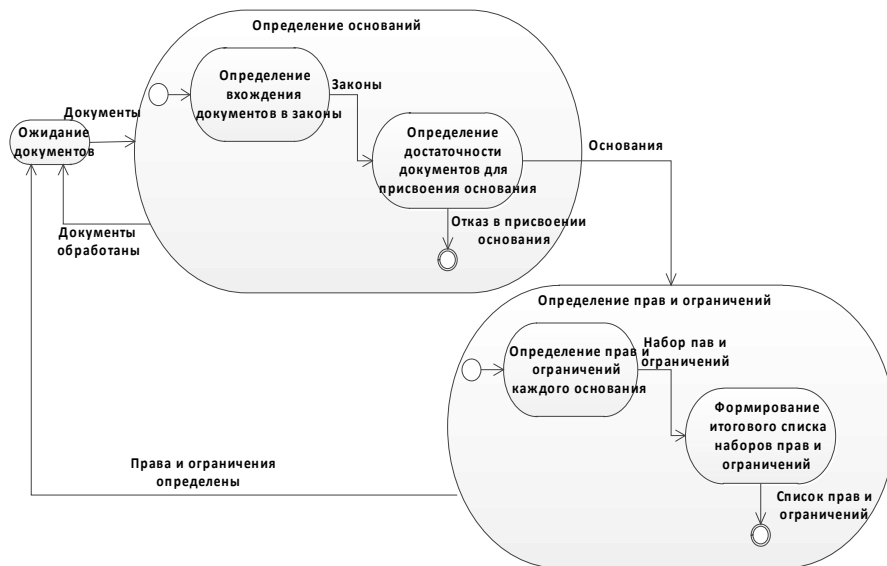 Определение оснований
Определение
вхождения
документов в законы
Законы
Документы
Ожидание
документов
Определение
достаточности
документов для
присвоения основания
Основания
Отказ в присвоении
основания
Документы
обработаны
Определение прав и ограничений
Определение прав и
ограничений
каждого основания
Набор пав и
ограничений
Формирование
итогового списка
наборов прав и
ограничений
Права и ограничения
определены
Список прав и
ограничений